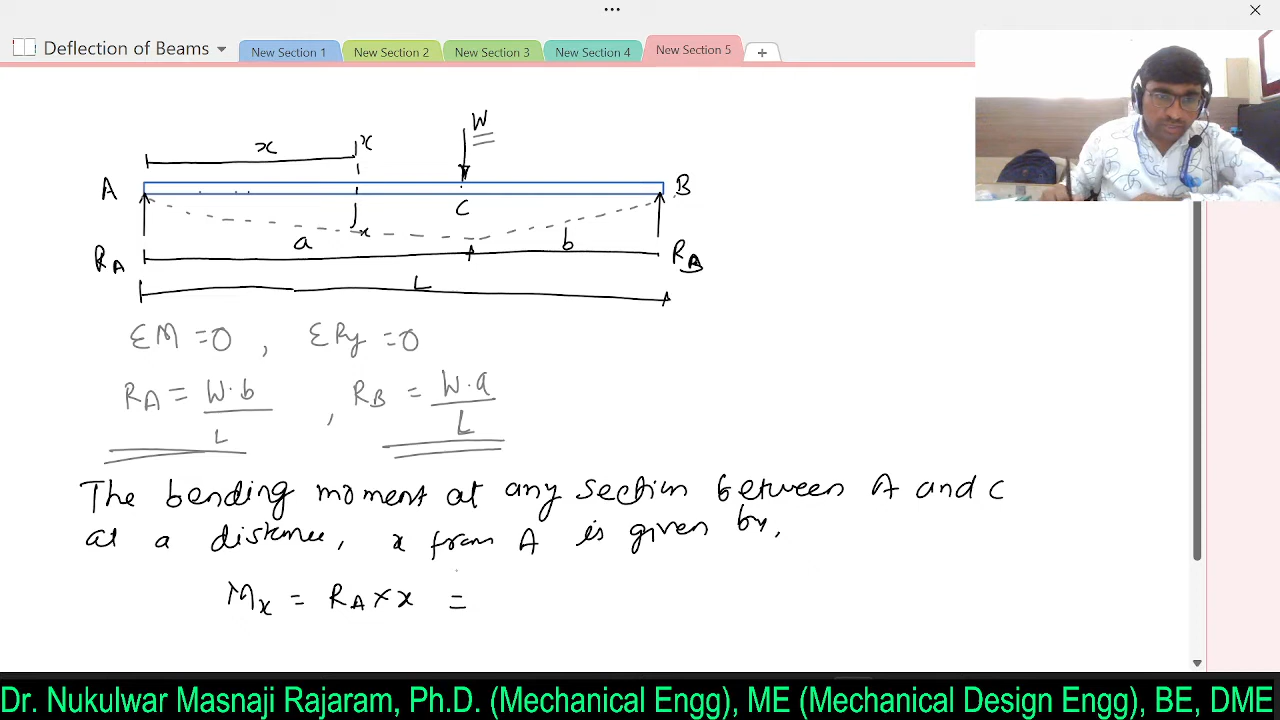 Deflection of Beams
New Section 1
New Section 2
New Section 3
New Section 4
New Section 5
x
x
W
A
B
C
x
a
b
RA
RB
L
ΣM =0 , ΣFy =0
RA = W·b/L , RB = W·a/L
The bending moment at any section between A and C
at a distance, x from A is given by,
Mx = RA × x =
Dr. Nukulwar Masnaji Rajaram, Ph.D. (Mechanical Engg), ME (Mechanical Design Engg), BE, DME